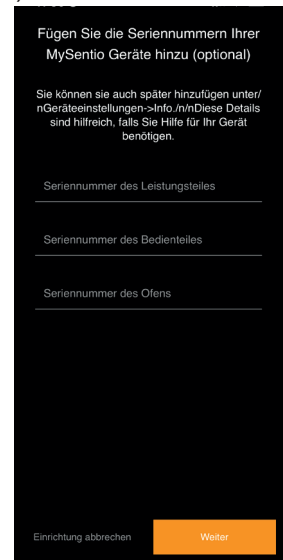 Fügen Sie die Seriennummern Ihrer
MySentio Geräte hinzu (optional)
Sie können sie auch später hinzufügen unter/
nGeräteeinstellungen->Info./n/nDiese Details
sind hilfreich, falls Sie Hilfe für Ihr Gerät
benötigen.
Seriennummer des Leistungsteiles
Seriennummer des Bedienteiles
Seriennummer des Ofens
Einrichtung abbrechen
Weiter